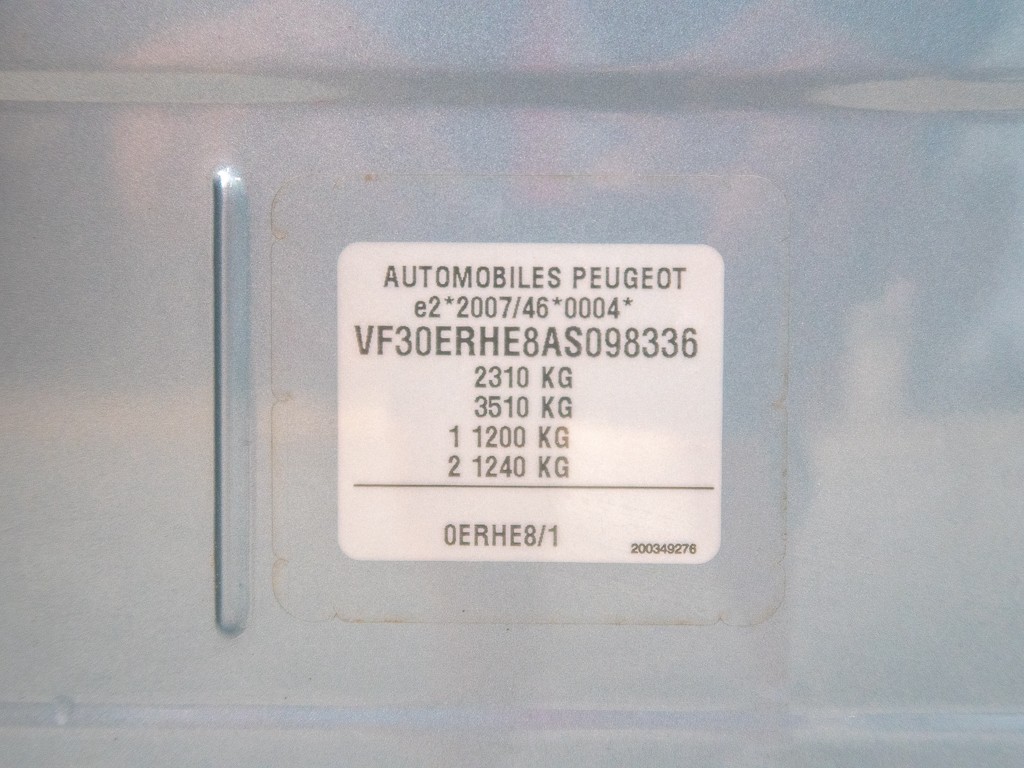 AUTOMOBILES PEUGEOT
e2*2007/46*0004*
VF30ERHE8AS098336
2310 KG
3510 KG
1 1200 KG
2 1240 KG
0ERHE8/1
200349276